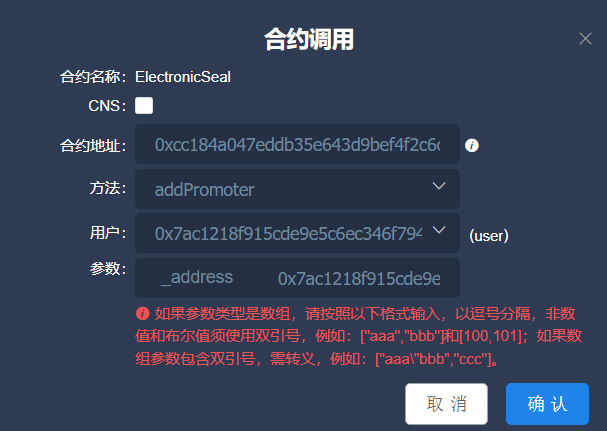 合约调用
合约名称: ElectronicSeal
CNS:
合约地址: 0xcc184a047eddb35e643d9bef4f2c6c
方法: addPromoter
用户: 0x7ac1218f915cde9e5c6ec346f794 (user)
参数: _address 0x7ac1218f915cde9e
如果参数类型是数组，请按照以下格式输入，以逗号分隔，非数
值和布尔值须使用双引号，例如：["aaa","bbb"]和[100,101]；如果数
组参数包含双引号，需转义，例如：["aaa\"bbb","ccc"]。
取 消 确 认